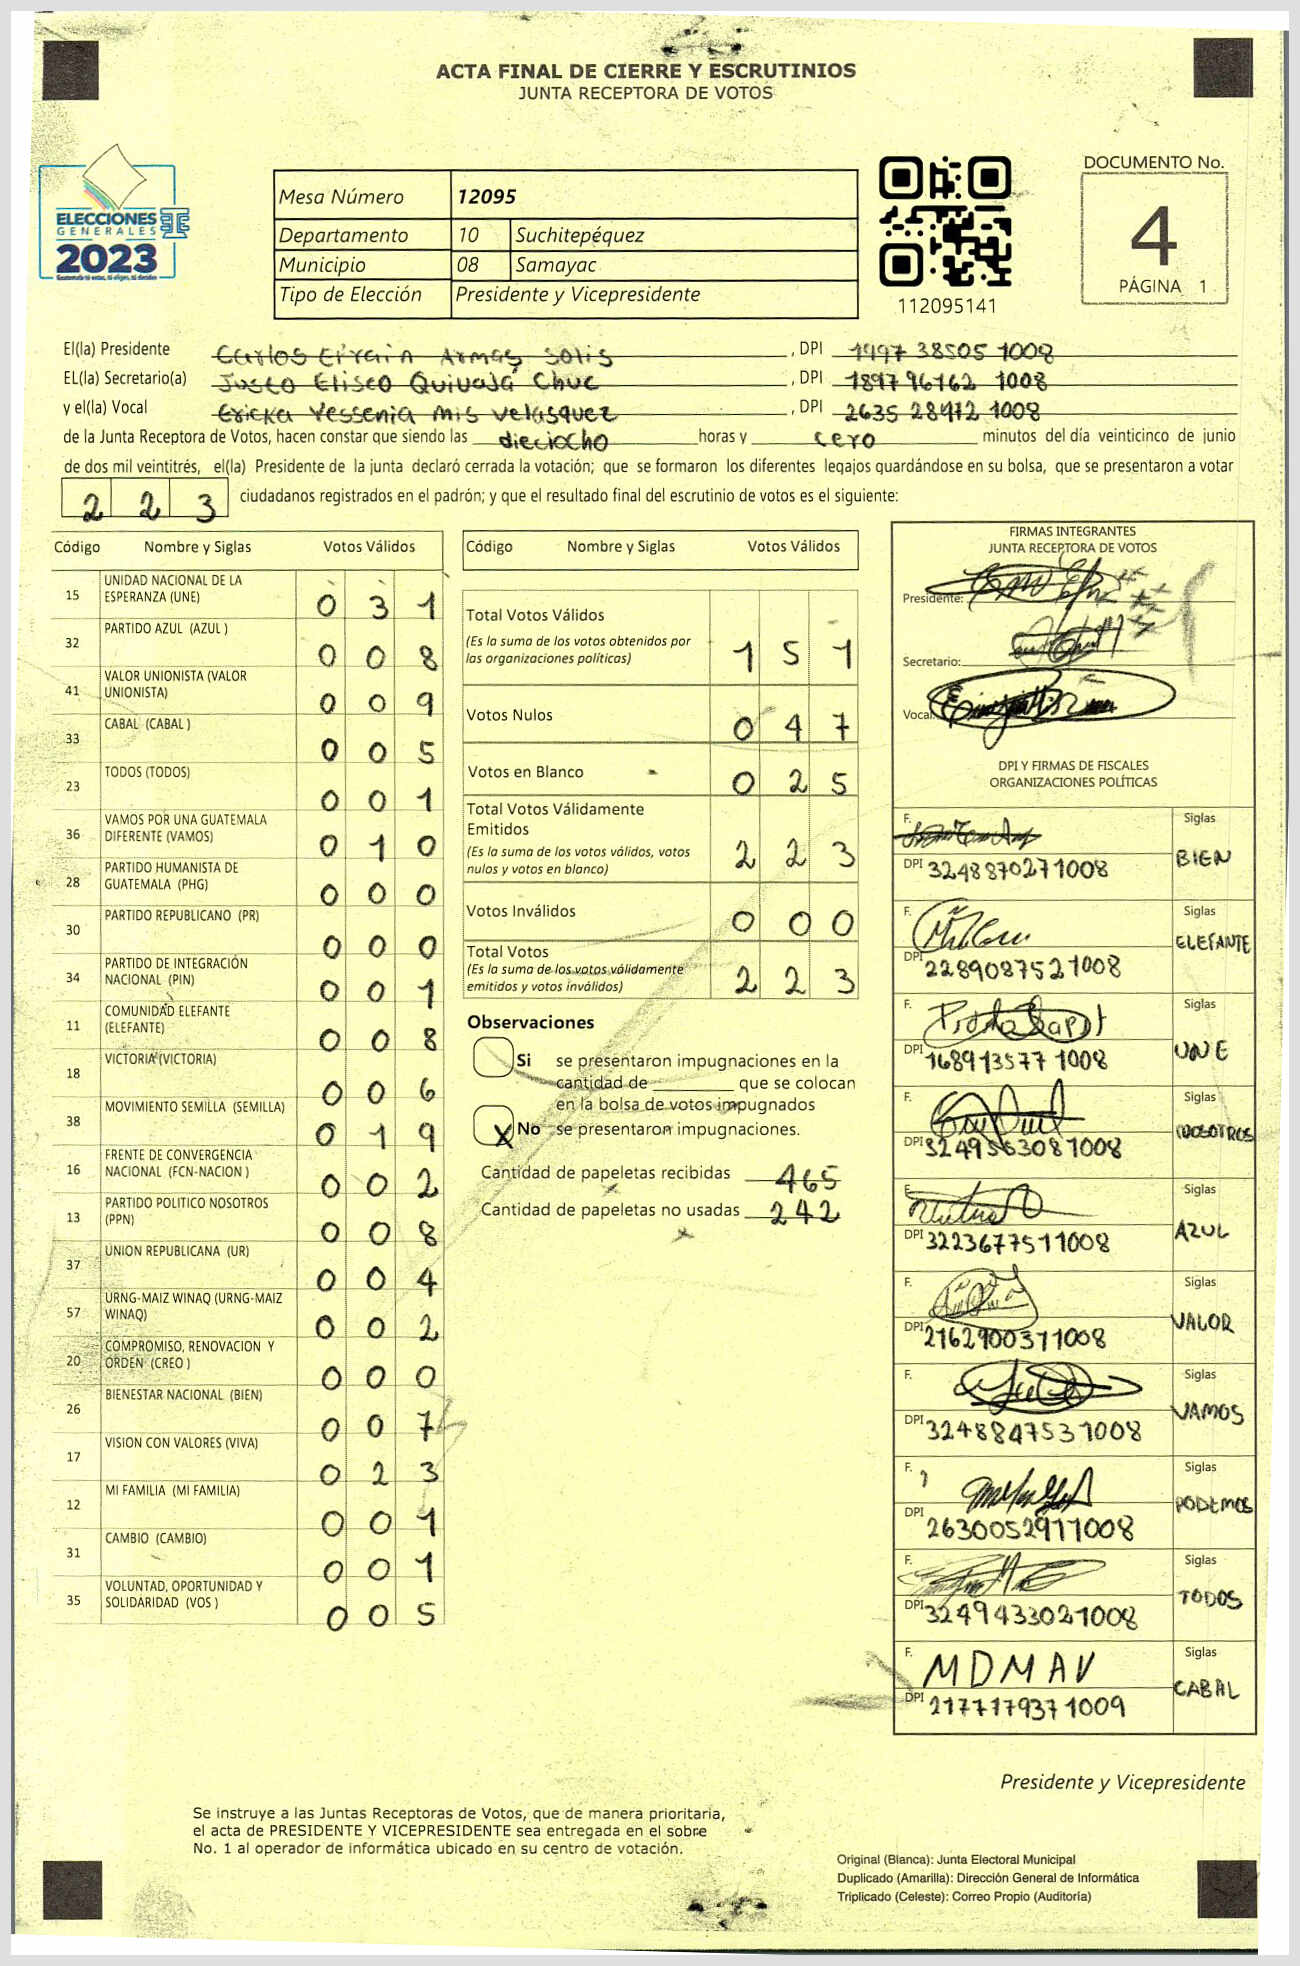 ACTA FINAL DE CIERRE Y ESCRUTINIOS
JUNTA RECEPTORA DE VOTOS
ELECCIONES
GENERALES
2023
Mesa Número 12095
Departamento 10 Suchitepéquez
Municipio 08 Samayac
Tipo de Elección Presidente y Vicepresidente
112095141
DOCUMENTO No.
4
PÁGINA 1
El(la) Presidente Carlos Efrain Armas Solis, DPI 1997 38505 1008
EL(la) Secretario(a) Justo Eliseo Quivajá Chuc, DPI 1897 96162 1008
y el(la) Vocal Ericka Yessenia Mis Velasquez, DPI 2635 28972 1008
de la Junta Receptora de Votos, hacen constar que siendo las dieciocho horas y cero minutos del día veinticinco de junio
de dos mil veintitrés, el(la) Presidente de la junta declaró cerrada la votación; que se formaron los diferentes legajos guardándose en su bolsa, que se presentaron a votar
2 2 3 ciudadanos registrados en el padrón; y que el resultado final del escrutinio de votos es el siguiente:
Código Nombre y Siglas Votos Válidos
15 UNIDAD NACIONAL DE LA ESPERANZA (UNE) 0 3 1
32 PARTIDO AZUL (AZUL ) 0 0 8
41 VALOR UNIONISTA (VALOR UNIONISTA) 0 0 9
33 CABAL (CABAL ) 0 0 5
23 TODOS (TODOS) 0 0 1
36 VAMOS POR UNA GUATEMALA DIFERENTE (VAMOS) 0 1 0
28 PARTIDO HUMANISTA DE GUATEMALA (PHG) 0 0 0
30 PARTIDO REPUBLICANO (PR) 0 0 0
34 PARTIDO DE INTEGRACIÓN NACIONAL (PIN) 0 0 1
11 COMUNIDAD ELEFANTE (ELEFANTE) 0 0 8
18 VICTORIA (VICTORIA) 0 0 6
38 MOVIMIENTO SEMILLA (SEMILLA) 0 1 9
16 FRENTE DE CONVERGENCIA NACIONAL (FCN-NACION ) 0 0 2
13 PARTIDO POLITICO NOSOTROS (PPN) 0 0 8
37 UNION REPUBLICANA (UR) 0 0 4
57 URNG-MAIZ WINAQ (URNG-MAIZ WINAQ) 0 0 2
20 COMPROMISO, RENOVACION Y ORDEN (CREO ) 0 0 0
26 BIENESTAR NACIONAL (BIEN) 0 0 7
17 VISION CON VALORES (VIVA) 0 2 3
12 MI FAMILIA (MI FAMILIA) 0 0 1
31 CAMBIO (CAMBIO) 0 0 1
35 VOLUNTAD, OPORTUNIDAD Y SOLIDARIDAD (VOS ) 0 0 5
Código Nombre y Siglas Votos Válidos
Total Votos Válidos
(Es la suma de los votos obtenidos por las organizaciones políticas) 1 5 1
Votos Nulos 0 4 7
Votos en Blanco 0 2 5
Total Votos Válidamente Emitidos
(Es la suma de los votos válidos, votos nulos y votos en blanco) 2 2 3
Votos Inválidos 0 0 0
Total Votos
(Es la suma de los votos válidamente emitidos y votos inválidos) 2 2 3
Observaciones
Si se presentaron impugnaciones en la
cantidad de ________ que se colocan
en la bolsa de votos impugnados
X No se presentaron impugnaciones.
Cantidad de papeletas recibidas 465
Cantidad de papeletas no usadas 242
FIRMAS INTEGRANTES
JUNTA RECEPTORA DE VOTOS
Presidente:
Secretario:
Vocal:
DPI Y FIRMAS DE FISCALES
ORGANIZACIONES POLÍTICAS
F. Siglas
DPI 3248870271008 BIEN
F. Siglas
DPI 2289087521008 ELEFANTE
F. Siglas
DPI 1689135771008 UNE
F. Siglas
DPI 3249563081008 NOSOTROS
F. Siglas
DPI 3223677511008 AZUL
F. Siglas
DPI 2162900371008 VALOR
F. Siglas
DPI 3248847531008 VAMOS
F. Siglas
DPI 2630052911008 PODEMOS
F. Siglas
DPI 3249433021008 TODOS
F. MDMAV Siglas
DPI 2177179371009 CABAL
Presidente y Vicepresidente
Se instruye a las Juntas Receptoras de Votos, que de manera prioritaria,
el acta de PRESIDENTE Y VICEPRESIDENTE sea entregada en el sobre
No. 1 al operador de informática ubicado en su centro de votación.
Original (Blanca): Junta Electoral Municipal
Duplicado (Amarilla): Dirección General de Informática
Triplicado (Celeste): Correo Propio (Auditoría)